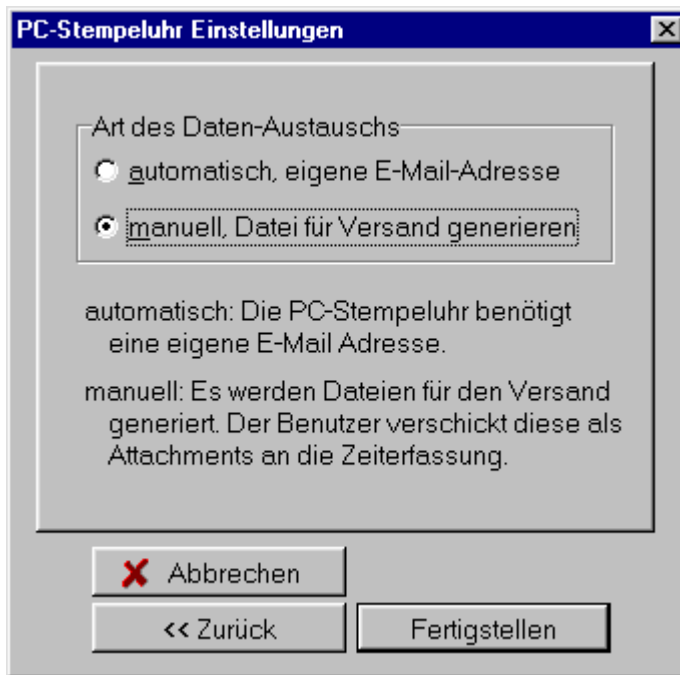 PC-Stempeluhr Einstellungen
Art des Daten-Austauschs
automatisch, eigene E-Mail-Adresse
manuell, Datei für Versand generieren
automatisch: Die PC-Stempeluhr benötigt
eine eigene E-Mail Adresse.
manuell: Es werden Dateien für den Versand
generiert. Der Benutzer verschickt diese als
Attachments an die Zeiterfassung.
Abbrechen
<< Zurück
Fertigstellen